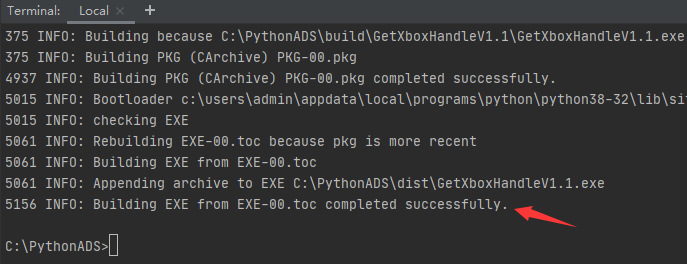 Terminal: Local × +
375 INFO: Building because C:\PythonADS\build\GetXboxHandleV1.1\GetXboxHandleV1.1.exe
375 INFO: Building PKG (CArchive) PKG-00.pkg
4937 INFO: Building PKG (CArchive) PKG-00.pkg completed successfully.
5015 INFO: Bootloader c:\users\admin\appdata\local\programs\python\python38-32\lib\sit
5015 INFO: checking EXE
5061 INFO: Rebuilding EXE-00.toc because pkg is more recent
5061 INFO: Building EXE from EXE-00.toc
5061 INFO: Appending archive to EXE C:\PythonADS\dist\GetXboxHandleV1.1.exe
5156 INFO: Building EXE from EXE-00.toc completed successfully.
C:\PythonADS>